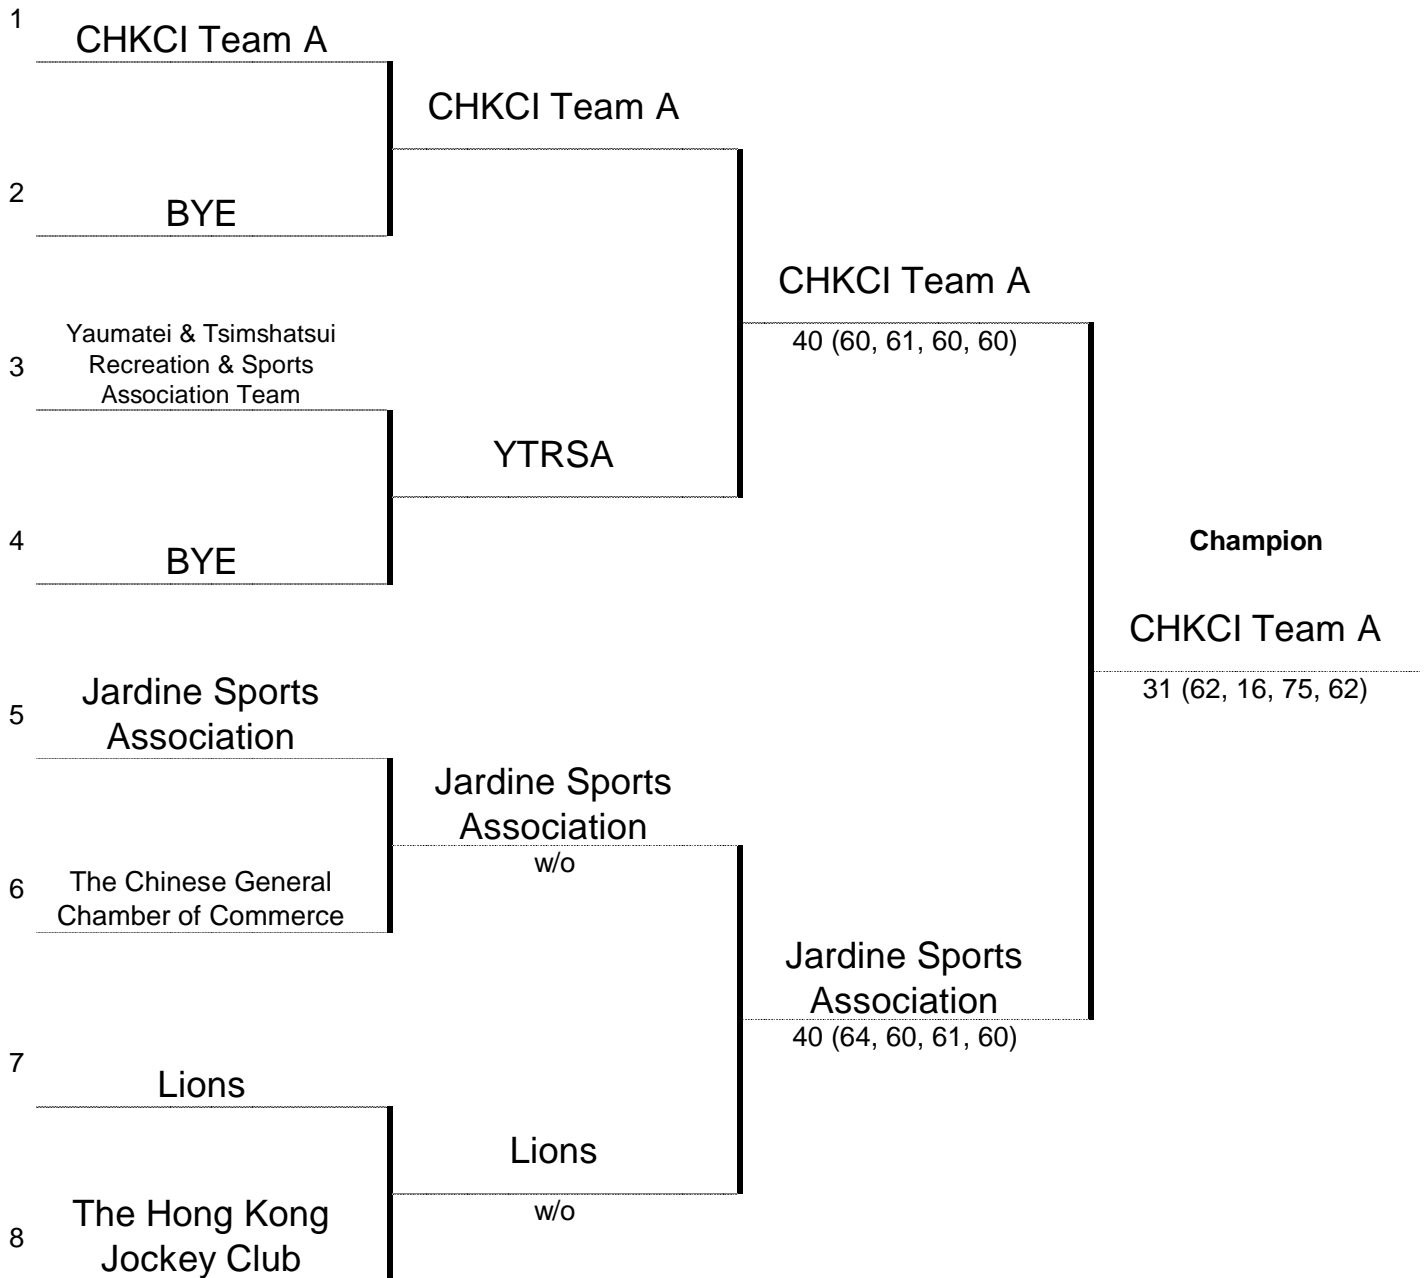 1
CHKCI Team A
CHKCI Team A
2
BYE
CHKCI Team A
40 (60, 61, 60, 60)
3
Yaumatei & Tsimshatsui
Recreation & Sports
Association Team
YTRSA
4
BYE
Champion
CHKCI Team A
31 (62, 16, 75, 62)
5
Jardine Sports
Association
Jardine Sports
Association
w/o
6
The Chinese General
Chamber of Commerce
Jardine Sports
Association
40 (64, 60, 61, 60)
7
Lions
Lions
w/o
8
The Hong Kong
Jockey Club